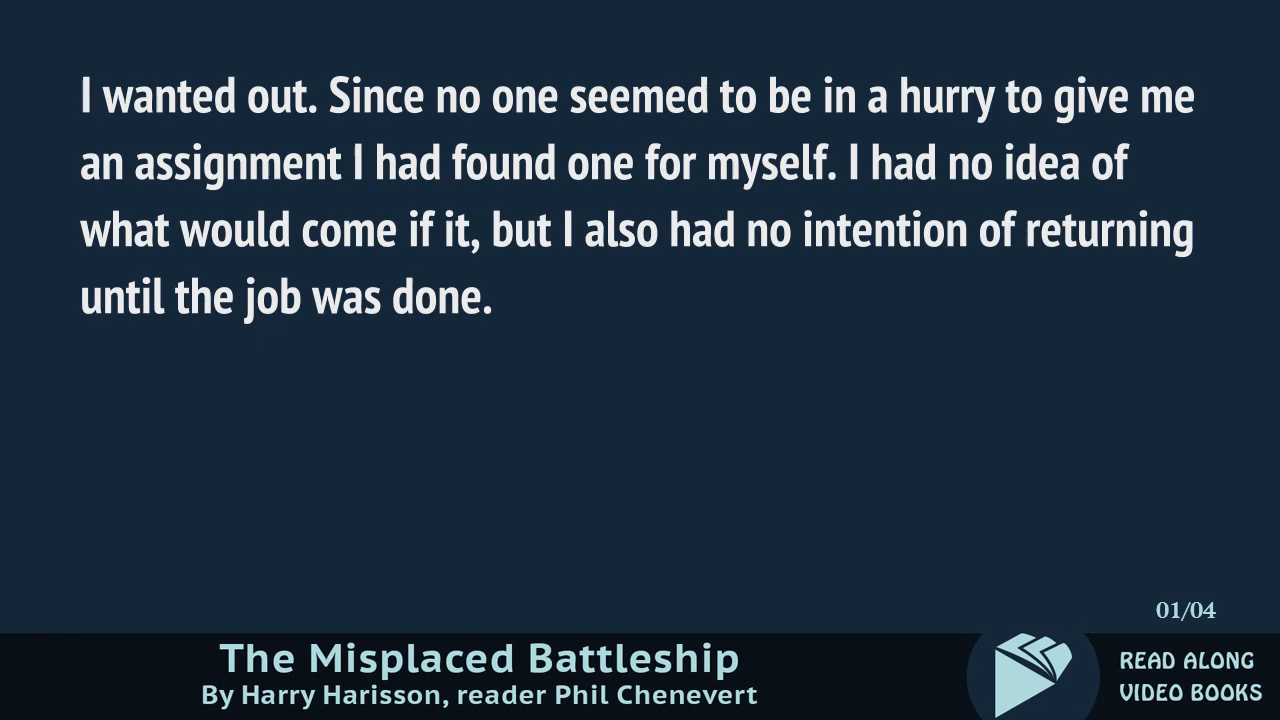 I wanted out. Since no one seemed to be in a hurry to give me
an assignment I had found one for myself. I had no idea of
what would come if it, but I also had no intention of returning
until the job was done.
01/04
The Misplaced Battleship
By Harry Harisson, reader Phil Chenevert
READ ALONG
VIDEO BOOKS